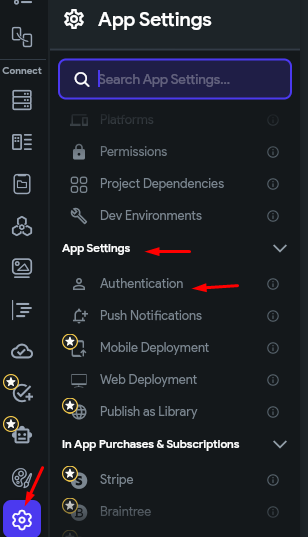 App Settings
Connect
Search App Settings...
Platforms
Permissions
Project Dependencies
Dev Environments
App Settings
Authentication
Push Notifications
Mobile Deployment
Web Deployment
Publish as Library
In App Purchases & Subscriptions
Stripe
Braintree